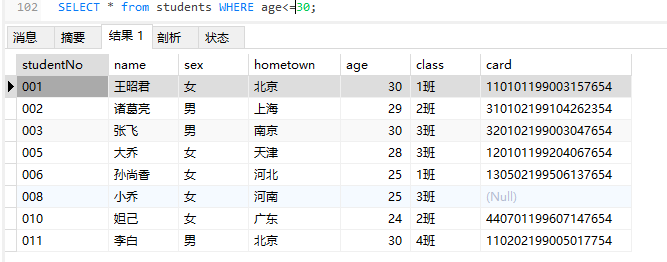 102 SELECT * from students WHERE age<=30;
消息 摘要 结果 1 剖析 状态
studentNo name sex hometown age class card
001 王昭君 女 北京 30 1班 110101199003157654
002 诸葛亮 男 上海 29 2班 310102199104262354
003 张飞 男 南京 30 3班 320102199003047654
005 大乔 女 天津 28 3班 120101199204067654
006 孙尚香 女 河北 25 1班 130502199506137654
008 小乔 女 河南 25 3班 (Null)
010 妲己 女 广东 24 2班 440701199607147654
011 李白 男 北京 30 4班 110202199005017754